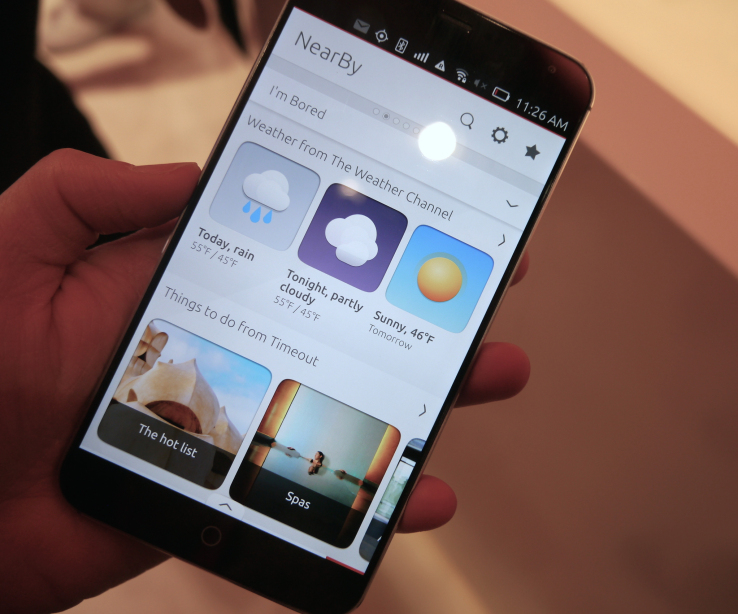 11:26 AM
NearBy
I'm Bored
Weather from The Weather Channel
Today, rain
55°F / 45°F
Tonight, partly
cloudy
55°F / 45°F
Sunny, 46°F
Tomorrow
Things to do from Timeout
The hot list
Spas